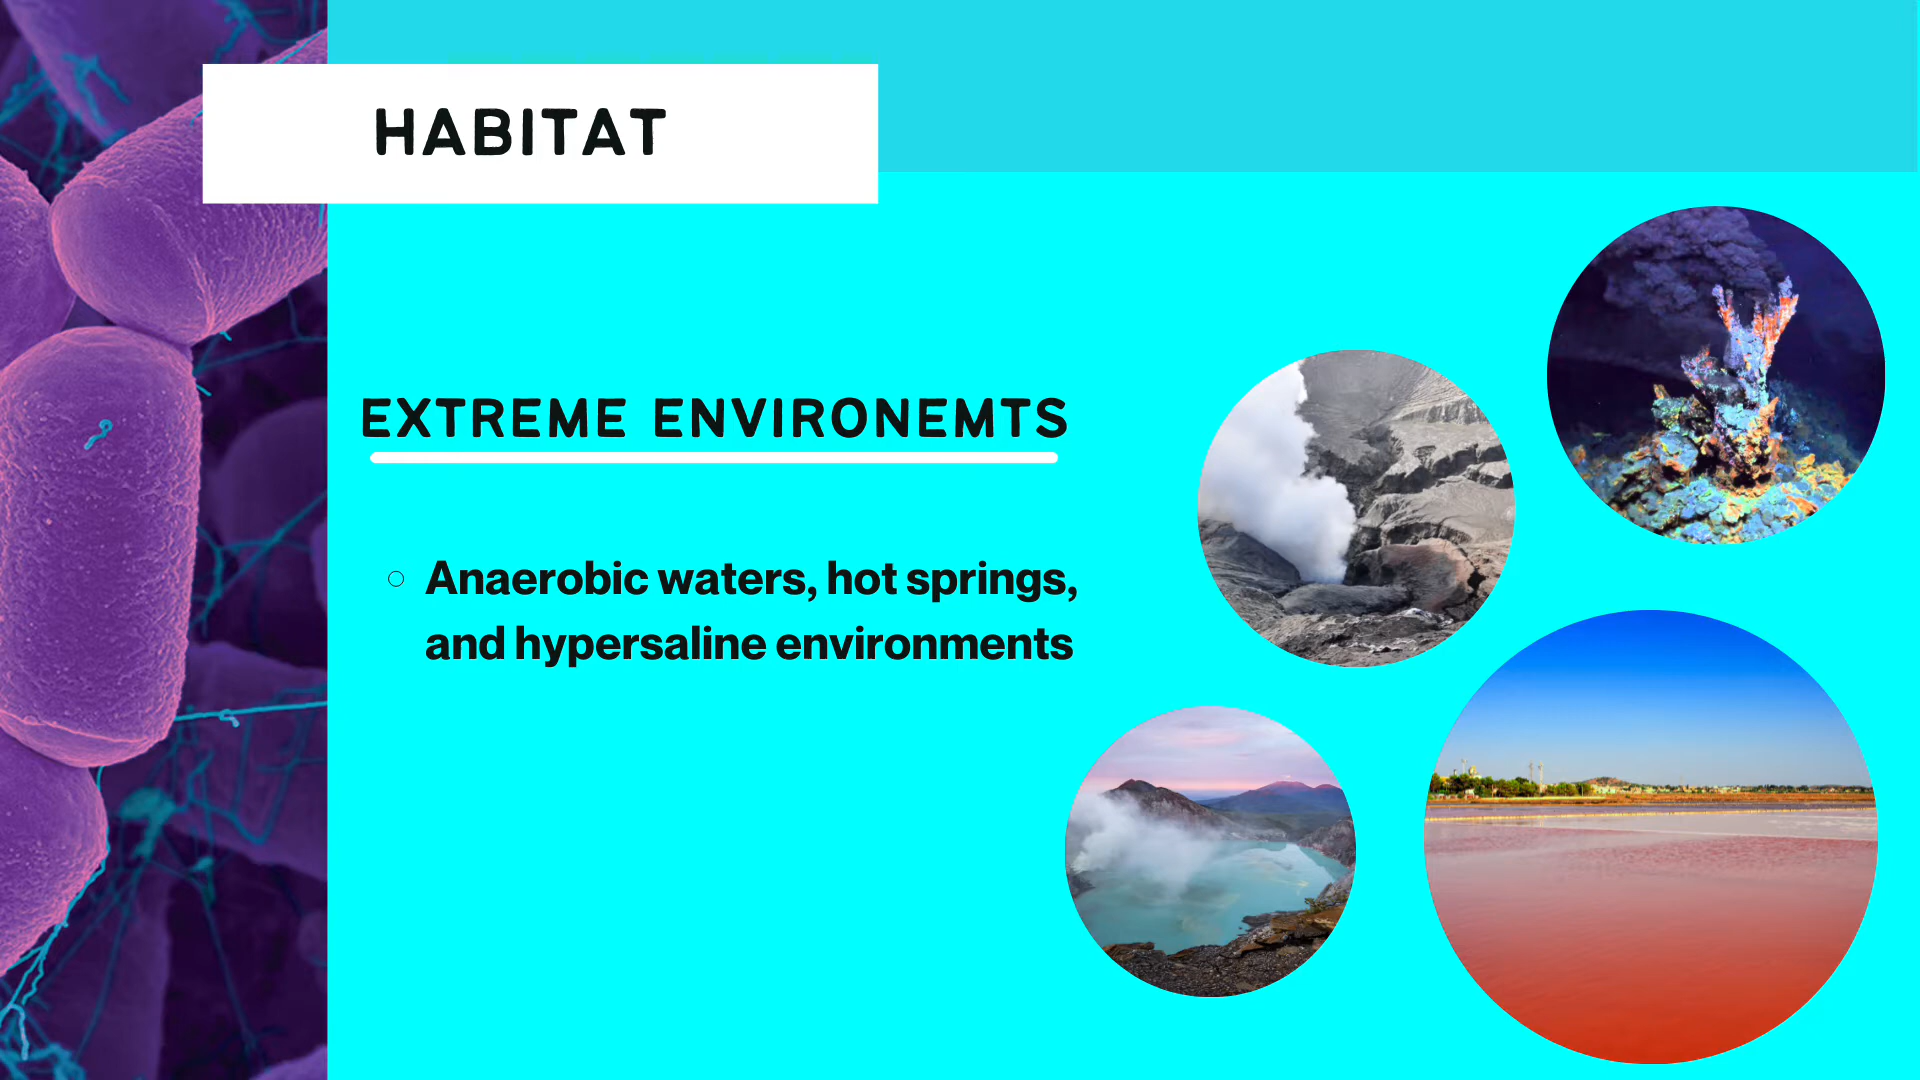 HABITAT
EXTREME ENVIRONEMTS
Anaerobic waters, hot springs,
and hypersaline environments